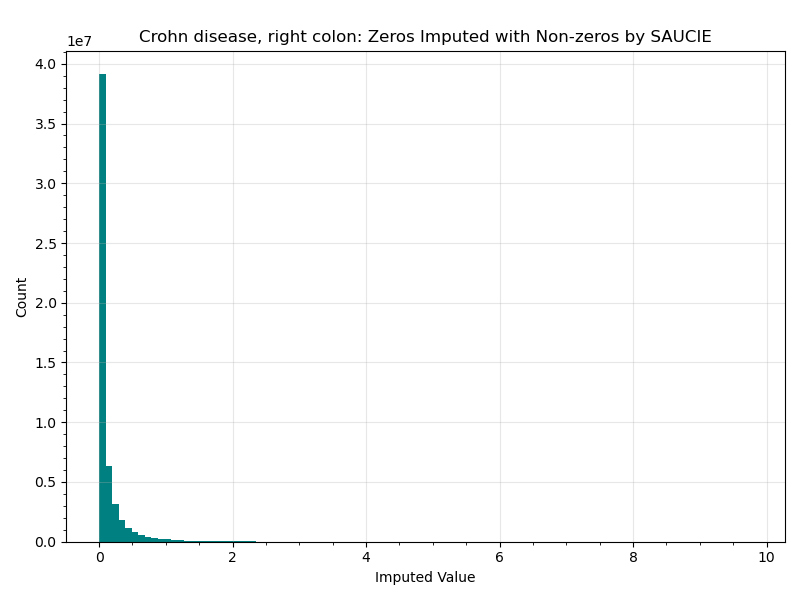 Crohn disease, right colon: Zeros Imputed with Non-zeros by SAUCIE
1e7
4.0
3.5
3.0
2.5
2.0
1.5
1.0
0.5
0.0
Count
0 2 4 6 8 10
Imputed Value